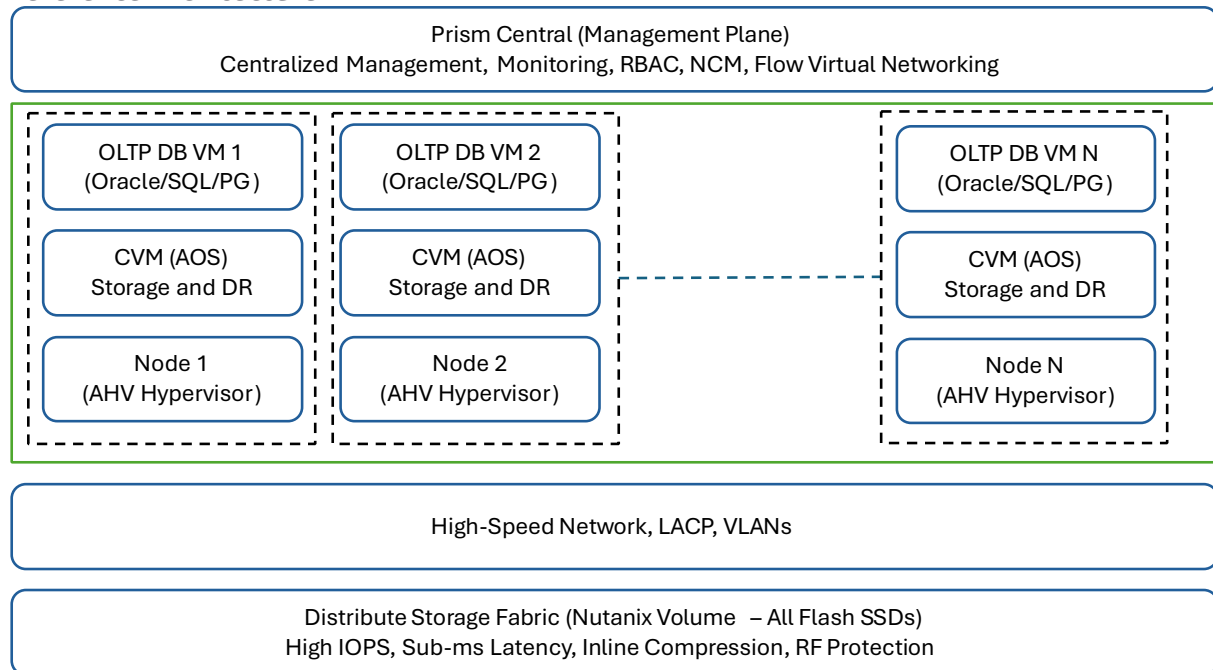 Prism Central (Management Plane)
Centralized Management, Monitoring, RBAC, NCM, Flow Virtual Networking
OLTP DB VM 1
(Oracle/SQL/PG)
CVM (AOS)
Storage and DR
Node 1
(AHV Hypervisor)
OLTP DB VM 2
(Oracle/SQL/PG)
CVM (AOS)
Storage and DR
Node 2
(AHV Hypervisor)
OLTP DB VM N
(Oracle/SQL/PG)
CVM (AOS)
Storage and DR
Node N
(AHV Hypervisor)
High-Speed Network, LACP, VLANs
Distribute Storage Fabric (Nutanix Volume – All Flash SSDs)
High IOPS, Sub-ms Latency, Inline Compression, RF Protection